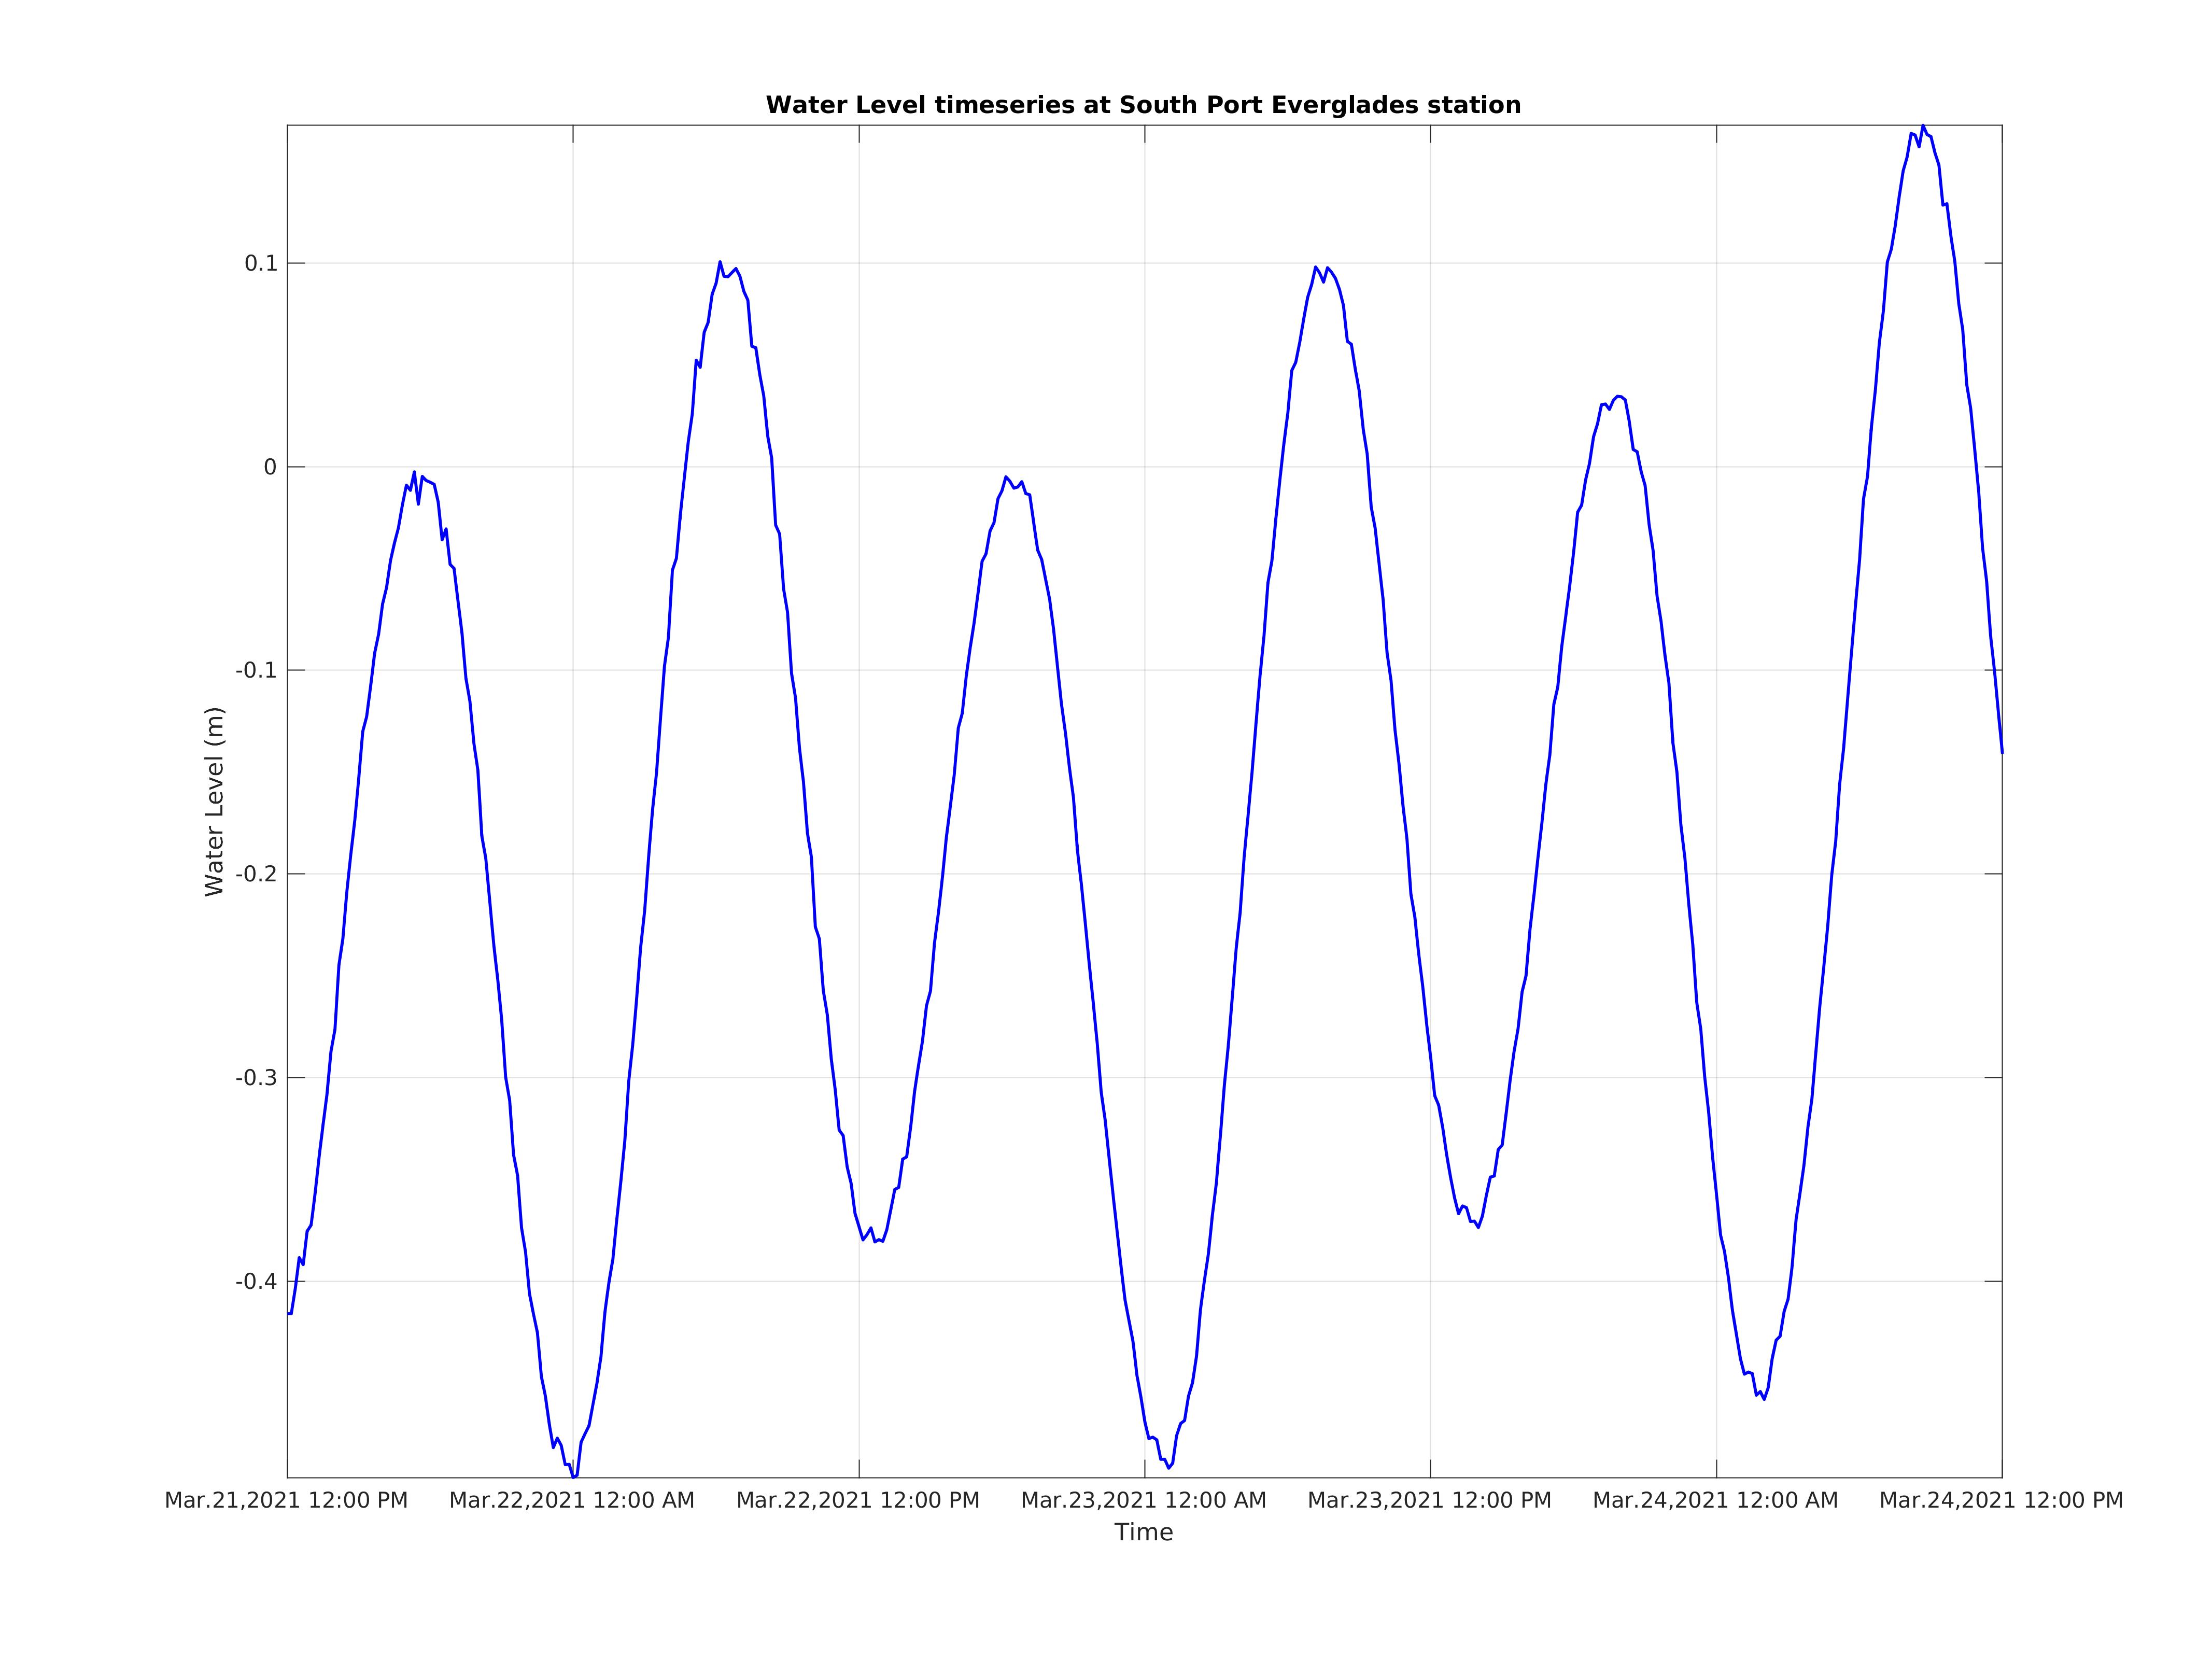 Water Level timeseries at South Port Everglades station
0.1
0
-0.1
-0.2
-0.3
-0.4
Water Level (m)
Mar.21,2021 12:00 PM
Mar.22,2021 12:00 AM
Mar.22,2021 12:00 PM
Mar.23,2021 12:00 AM
Mar.23,2021 12:00 PM
Mar.24,2021 12:00 AM
Mar.24,2021 12:00 PM
Time